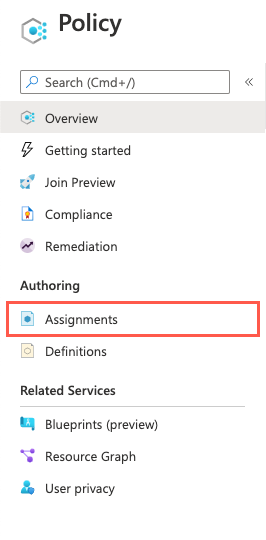 Policy
Search (Cmd+/)
«
Overview
Getting started
Join Preview
Compliance
Remediation
Authoring
Assignments
Definitions
Related Services
Blueprints (preview)
Resource Graph
User privacy